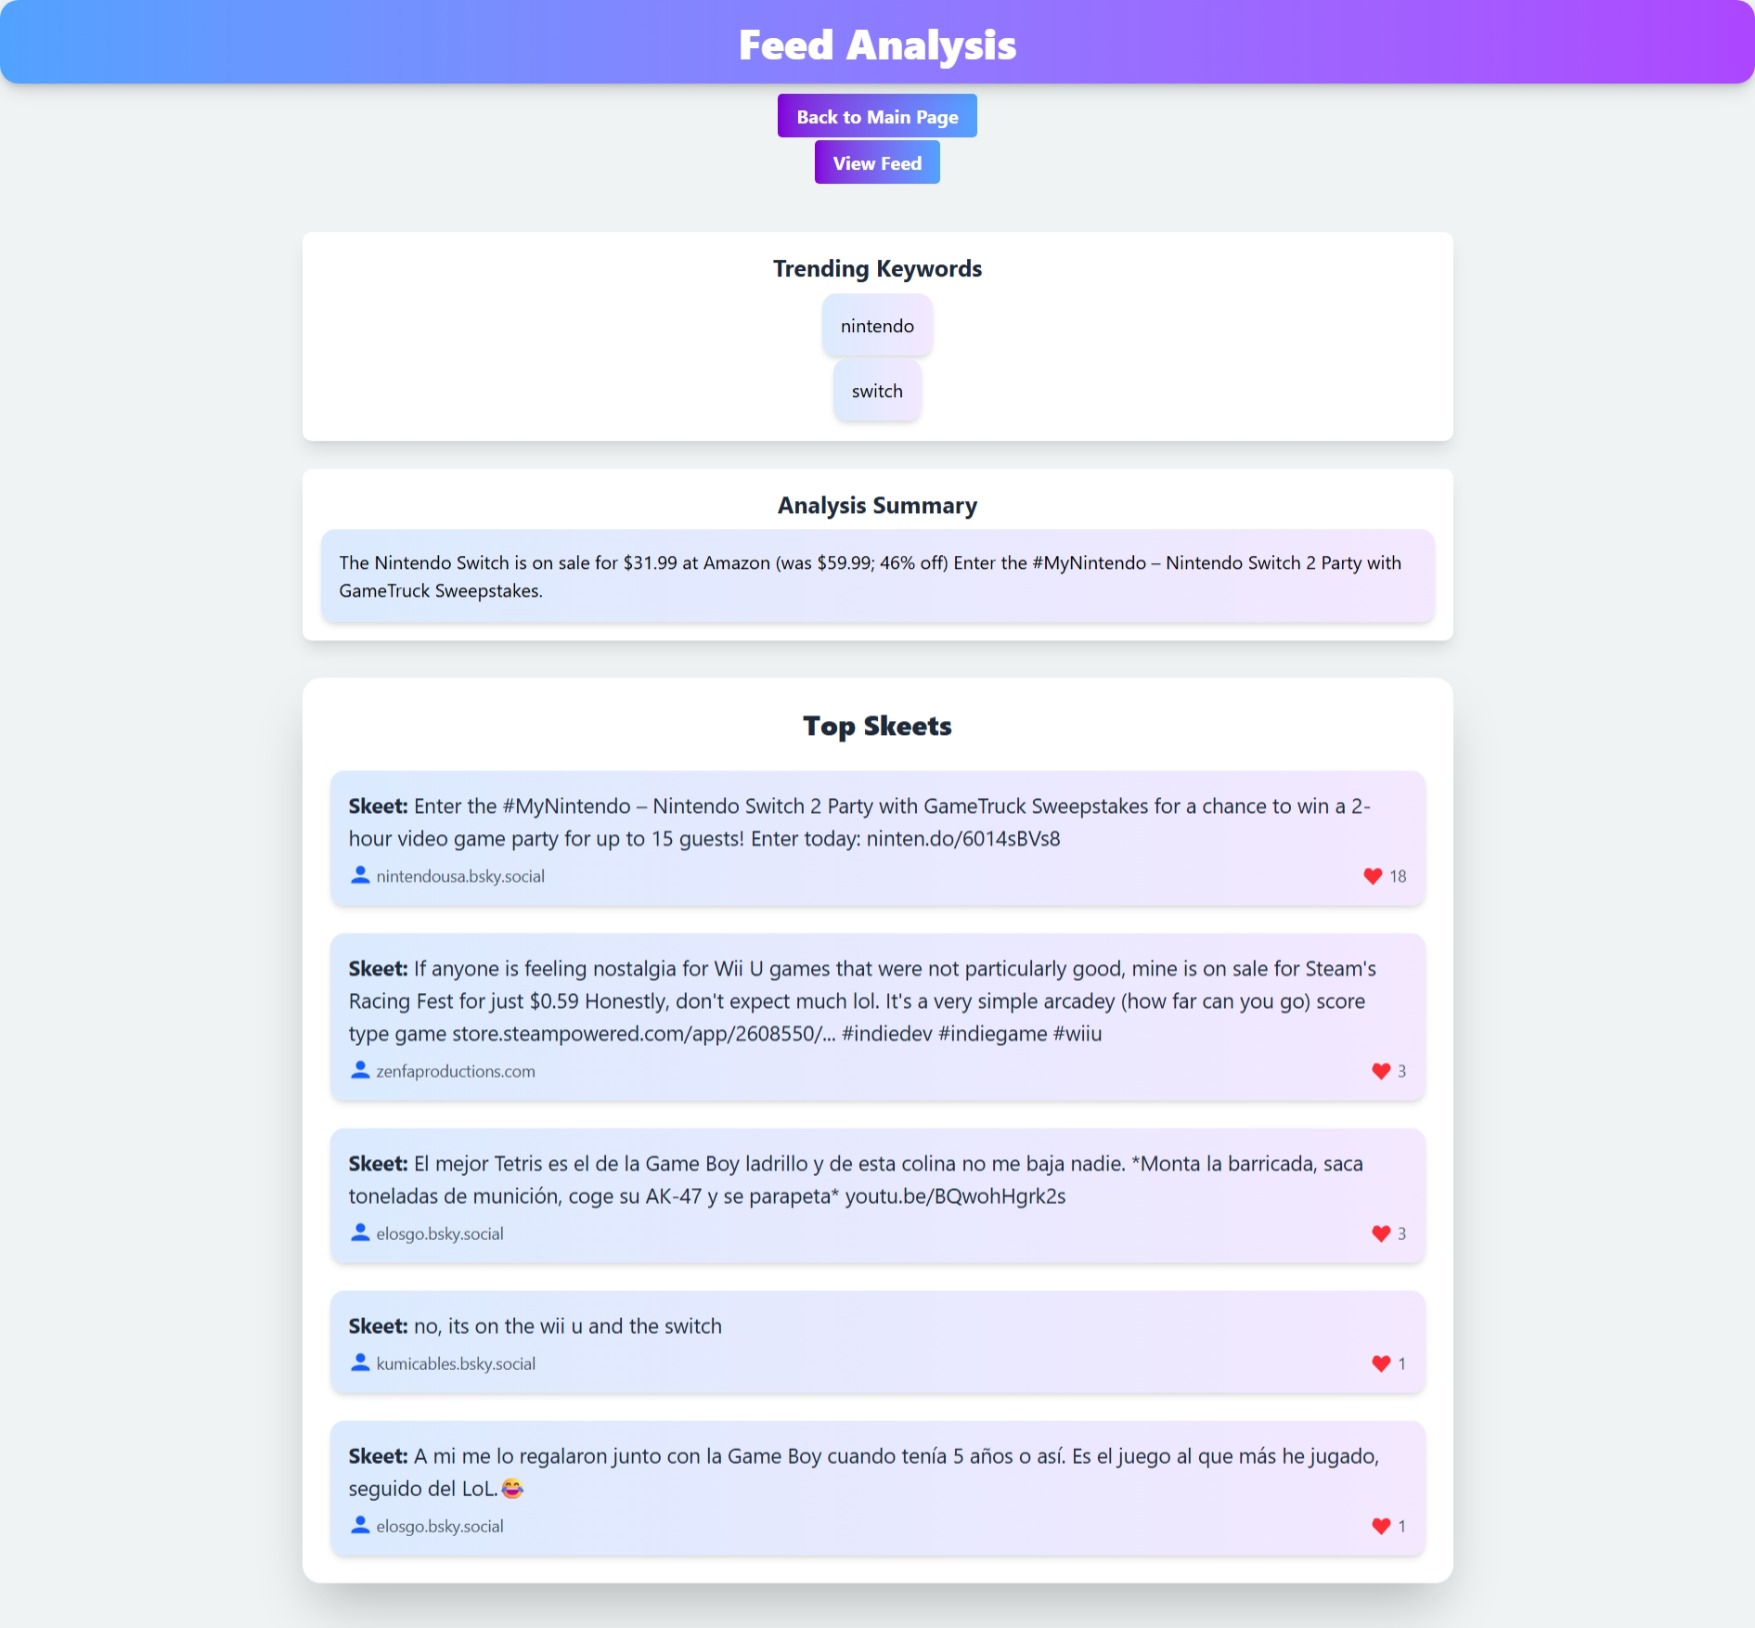 Feed Analysis
Back to Main Page
View Feed
Trending Keywords
nintendo
switch
Analysis Summary
The Nintendo Switch is on sale for $31.99 at Amazon (was $59.99; 46% off) Enter the #MyNintendo – Nintendo Switch 2 Party with
GameTruck Sweepstakes.
Top Skeets
Skeet: Enter the #MyNintendo – Nintendo Switch 2 Party with GameTruck Sweepstakes for a chance to win a 2-
hour video game party for up to 15 guests! Enter today: ninten.do/6014sBVs8
nintendousa.bsky.social 18
Skeet: If anyone is feeling nostalgia for Wii U games that were not particularly good, mine is on sale for Steam's
Racing Fest for just $0.59 Honestly, don't expect much lol. It's a very simple arcadey (how far can you go) score
type game store.steampowered.com/app/2608550/... #indiedev #indiegame #wiiu
zenfaproductions.com 3
Skeet: El mejor Tetris es el de la Game Boy ladrillo y de esta colina no me baja nadie. *Monta la barricada, saca
toneladas de munición, coge su AK-47 y se parapeta* youtu.be/BQwohHgrk2s
elosgo.bsky.social 3
Skeet: no, its on the wii u and the switch
kumicables.bsky.social 1
Skeet: A mi me lo regalaron junto con la Game Boy cuando tenía 5 años o así. Es el juego al que más he jugado,
seguido del LoL.😂
elosgo.bsky.social 1